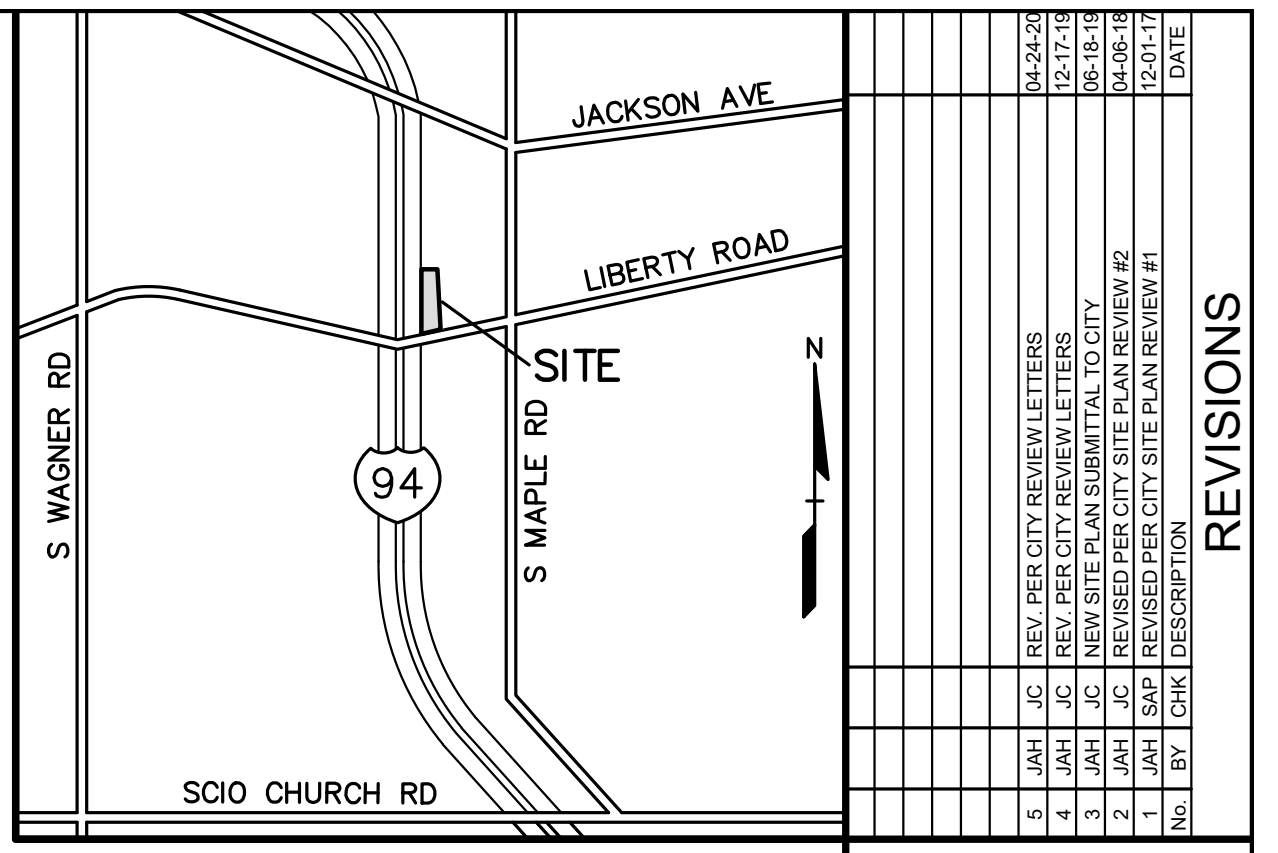 JACKSON AVE
LIBERTY ROAD
SITE
N
S WAGNER RD
S MAPLE RD
94
SCIO CHURCH RD
5 JAH JC REV. PER CITY REVIEW LETTERS 04-24-20
4 JAH JC REV. PER CITY REVIEW LETTERS 12-17-19
3 JAH JC NEW SITE PLAN SUBMITTAL TO CITY 06-18-19
2 JAH JC REVISED PER CITY SITE PLAN REVIEW #2 04-06-18
1 JAH SAP REVISED PER CITY SITE PLAN REVIEW #1 12-01-17
No. BY CHK DESCRIPTION DATE
REVISIONS